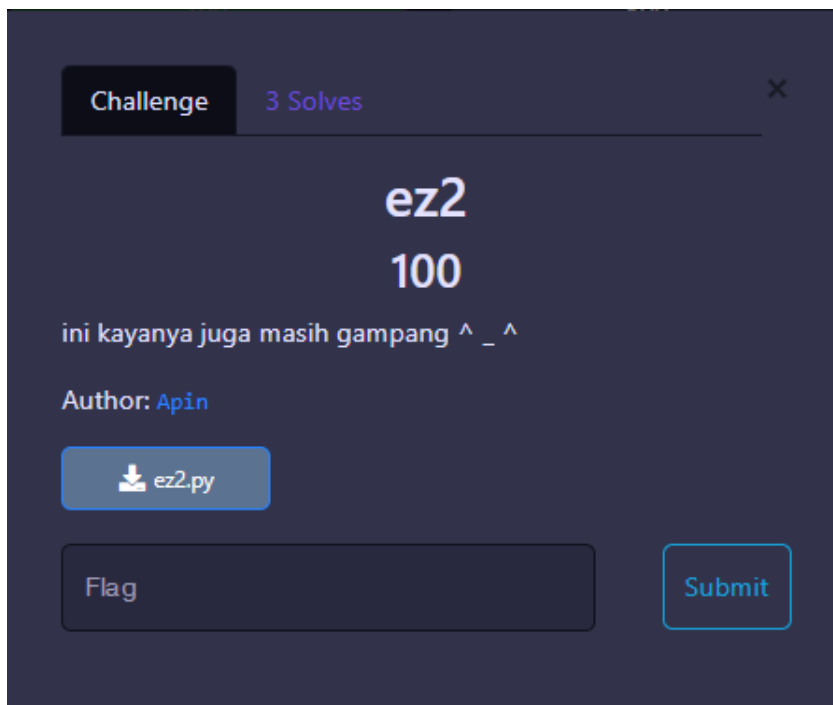 Challenge 3 Solves ×
ez2
100
ini kayanya juga masih gampang ^ _ ^
Author: Apin
ez2.py
Flag Submit